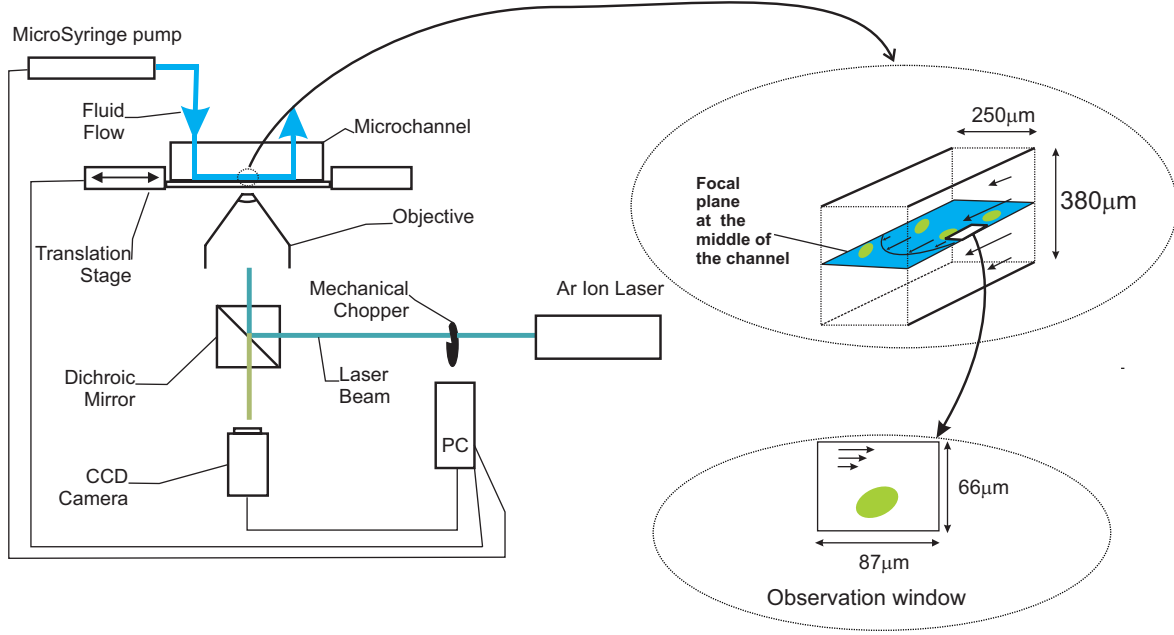 MicroSyringe pump
Fluid
Flow
Microchannel
Translation
Stage
Objective
Mechanical
Chopper
Ar Ion Laser
Dichroic
Mirror
Laser
Beam
PC
CCD
Camera
250μm
380μm
Focal
plane
at the
middle of
the channel
66μm
87μm
Observation window